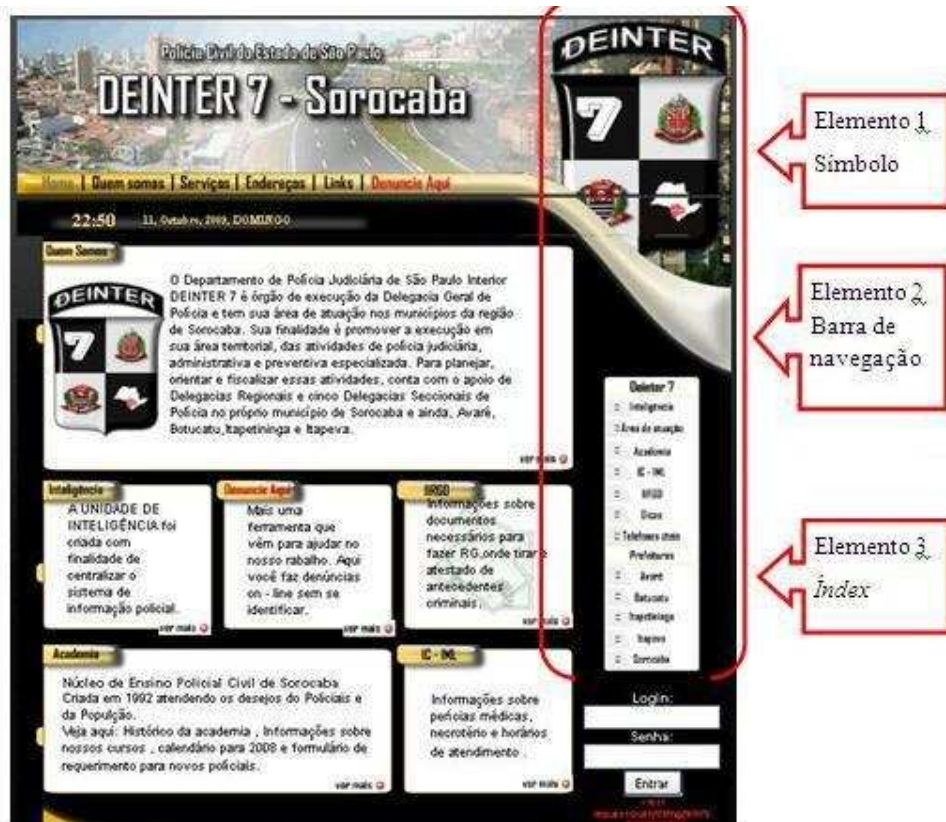 Polícia Civil do Estado de São Paulo
DEINTER 7 - Sorocaba
DEINTER
7
Home | Quem somas | Serviças | Endereças | Links | Denuncie Aqui
22:50 11, Outubro, 2009, DOMINGO
Quem Somos
DEINTER
7
O Departamento de Polícia Judiciária de São Paulo Interior
DEINTER 7 é órgão de execução da Delegacia Geral de
Polícia e tem sua área de atuação nos municípios da região
de Sorocaba. Sua finalidade é promover a execução em
sua área territorial, das atividades de polícia judiciária,
administrativa e preventiva especializada. Para planejar,
orientar e fiscalizar essas atividades, conta com o apoio de
Delegacias Regionais e cinco Delegacias Seccionais de
Polícia no próprio município de Sorocaba e ainda, Avaré,
Botucatu,Itapetininga e Itapeva.
ver mais
Inteligência
A UNIDADE DE
INTELIGÊNCIA foi
criada com
finalidade de
centralizar o
sistema de
informação policial.
ver mais
Denuncie Aqui
Mais uma
ferramenta que
vêm para ajudar no
nosso rabalho. Aqui
você faz denúncias
on - line sem se
identificar.
ver mais
IIRGD
Informações sobre
documentos
necessários para
fazer RG,onde tirar e
atestado de
antecedentes
criminais.
ver mais
Academia
Núcleo de Ensino Policial Civil de Sorocaba
Criada em 1992 atendendo os desejos do Policiais e
da Populção.
Veja aqui: Histórico da academia , Informações sobre
nossos cursos , calendário para 2008 e formulário de
requerimento para novos policiais.
ver mais
IC - IML
Informações sobre
perícias médicas,
necrotério e horários
de atendimento .
ver mais
Deinter 7
Inteligência
Área de atuação
Academia
IC - IML
IIRGD
Dicas
Telefones úteis
Prefeituras
Avaré
Botucatu
Itapetininga
Itapeva
Sorocaba
Login:
Senha:
Entrar
Elemento 1
Símbolo
Elemento 2
Barra de
navegação
Elemento 3
Índex